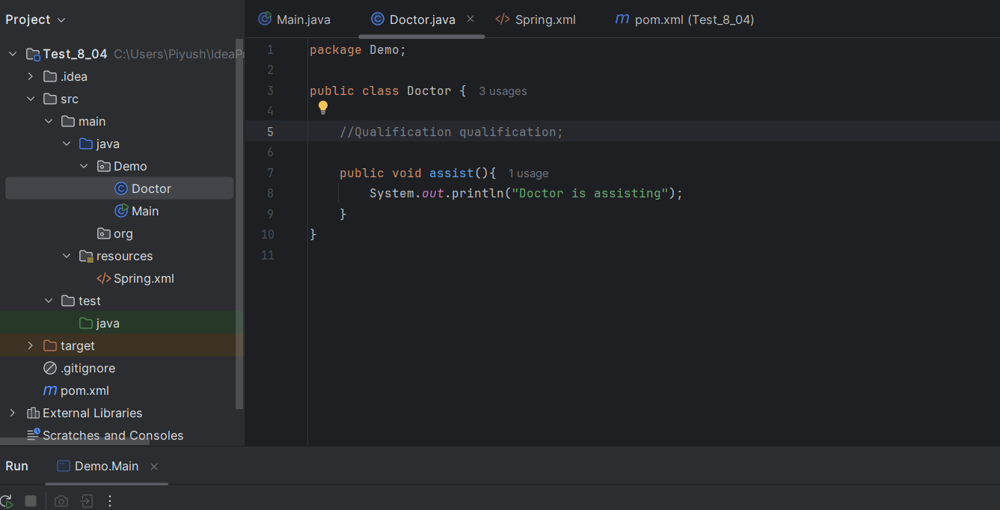 Project
Main.java
Doctor.java
</> Spring.xml
m pom.xml (Test_8_04)
Test_8_04 C:\Users\Piyush\IdeaPr
.idea
src
main
java
Demo
Doctor
Main
org
resources
</> Spring.xml
test
java
target
.gitignore
m pom.xml
External Libraries
Scratches and Consoles
1 package Demo;
2
3 public class Doctor { 3 usages
4
5 //Qualification qualification;
6
7 public void assist(){ 1 usage
8 System.out.println("Doctor is assisting");
9 }
10 }
11
Run
Demo.Main